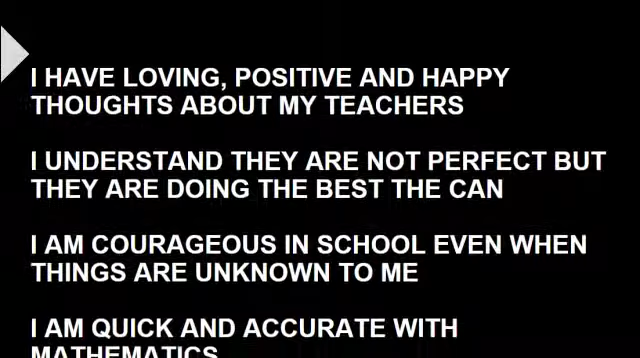 I HAVE LOVING, POSITIVE AND HAPPY
THOUGHTS ABOUT MY TEACHERS
I UNDERSTAND THEY ARE NOT PERFECT BUT
THEY ARE DOING THE BEST THE CAN
I AM COURAGEOUS IN SCHOOL EVEN WHEN
THINGS ARE UNKNOWN TO ME
I AM QUICK AND ACCURATE WITH
MATHEMATICS